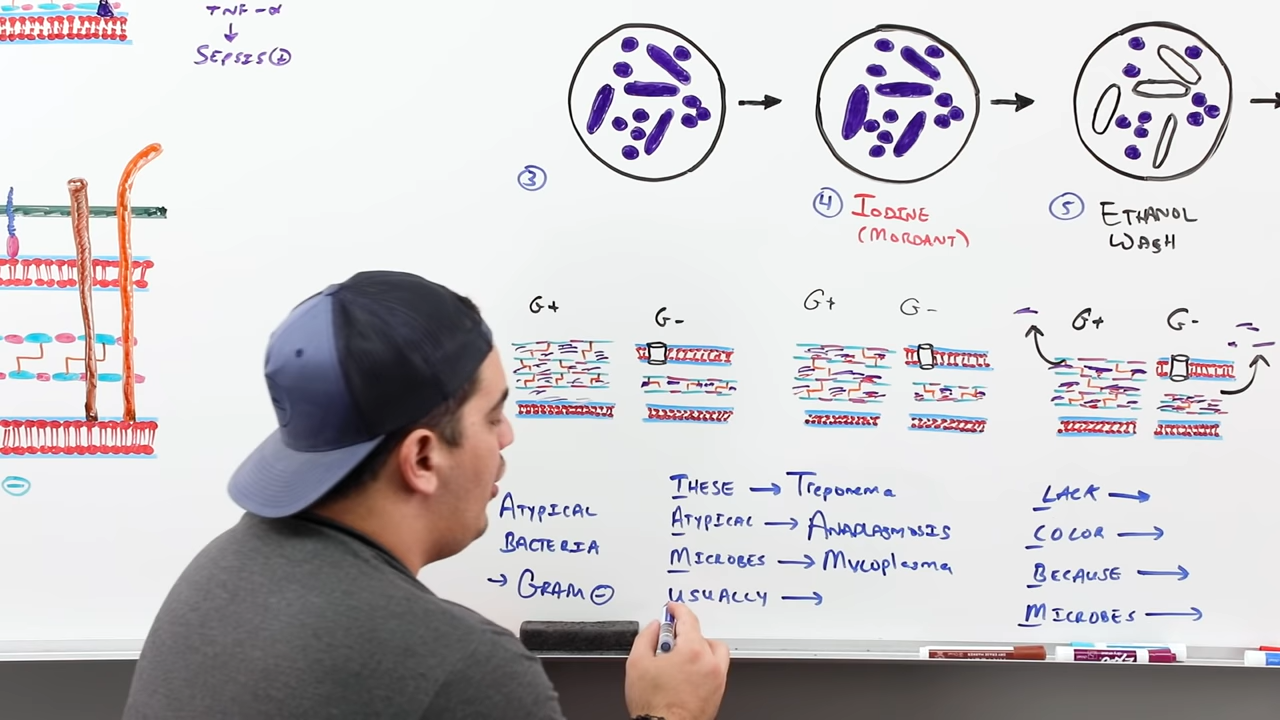 TNF-α
↓
SEPSIS(+)
③
④ IODINE
(MORDANT)
⑤ ETHANOL
WASH
G+
G-
G+
G-
G+
G-
ATYPICAL
BACTERIA
→ GRAM ⊖
THESE → Treponema
ATYPICAL → ANAPLASMOSIS
MICROBES → Mycoplasma
USUALLY →
LACK →
COLOR →
BECAUSE →
MICROBES →
⊖